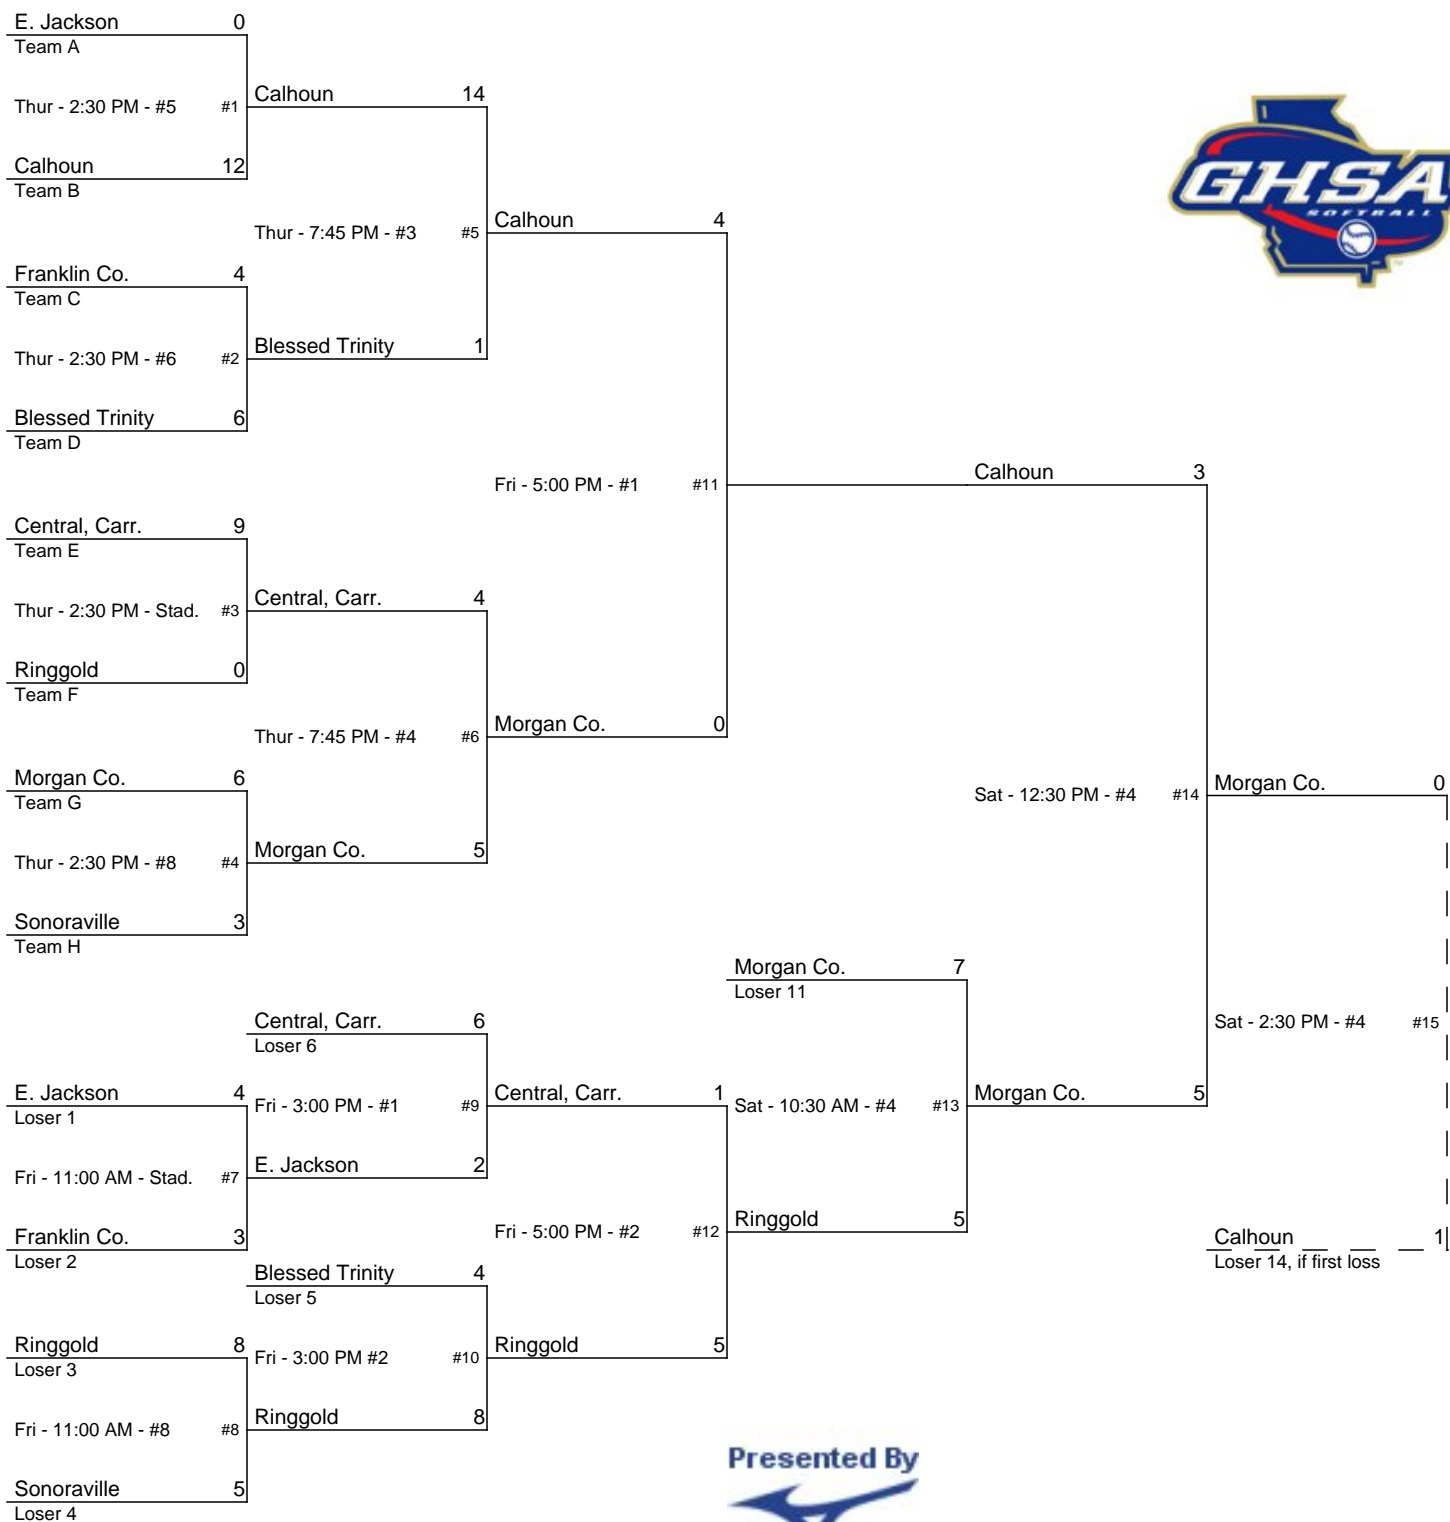 E. Jackson 0
Team A
Thur - 2:30 PM - #5 #1
Calhoun 14
Calhoun 12
Team B
Thur - 7:45 PM - #3 #5
Calhoun 4
Franklin Co. 4
Team C
Thur - 2:30 PM - #6 #2
Blessed Trinity 1
Blessed Trinity 6
Team D
Fri - 5:00 PM - #1 #11
Calhoun 3
Central, Carr. 9
Team E
Thur - 2:30 PM - Stad. #3
Central, Carr. 4
Ringgold 0
Team F
Thur - 7:45 PM - #4 #6
Morgan Co. 0
Morgan Co. 6
Team G
Thur - 2:30 PM - #8 #4
Morgan Co. 5
Sonoraville 3
Team H
Sat - 12:30 PM - #4 #14
Morgan Co. 0
Morgan Co. 7
Loser 11
Central, Carr. 6
Loser 6
Sat - 2:30 PM - #4 #15
E. Jackson 4
Loser 1
Fri - 3:00 PM - #1 #9
Central, Carr. 1
Sat - 10:30 AM - #4 #13
Morgan Co. 5
Fri - 11:00 AM - Stad. #7
E. Jackson 2
Franklin Co. 3
Loser 2
Fri - 5:00 PM - #2 #12
Ringgold 5
Calhoun 1
Loser 14, if first loss
Blessed Trinity 4
Loser 5
Ringgold 8
Loser 3
Fri - 3:00 PM #2 #10
Ringgold 5
Fri - 11:00 AM - #8 #8
Ringgold 8
Sonoraville 5
Loser 4
GHSA
SOFTBALL
TM
Presented By